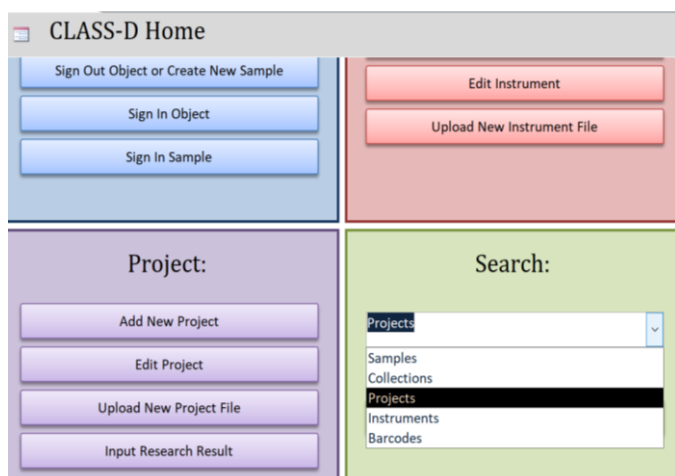 CLASS-D Home
Sign Out Object or Create New Sample
Sign In Object
Sign In Sample
Edit Instrument
Upload New Instrument File
Project:
Add New Project
Edit Project
Upload New Project File
Input Research Result
Search:
Projects
Samples
Collections
Projects
Instruments
Barcodes